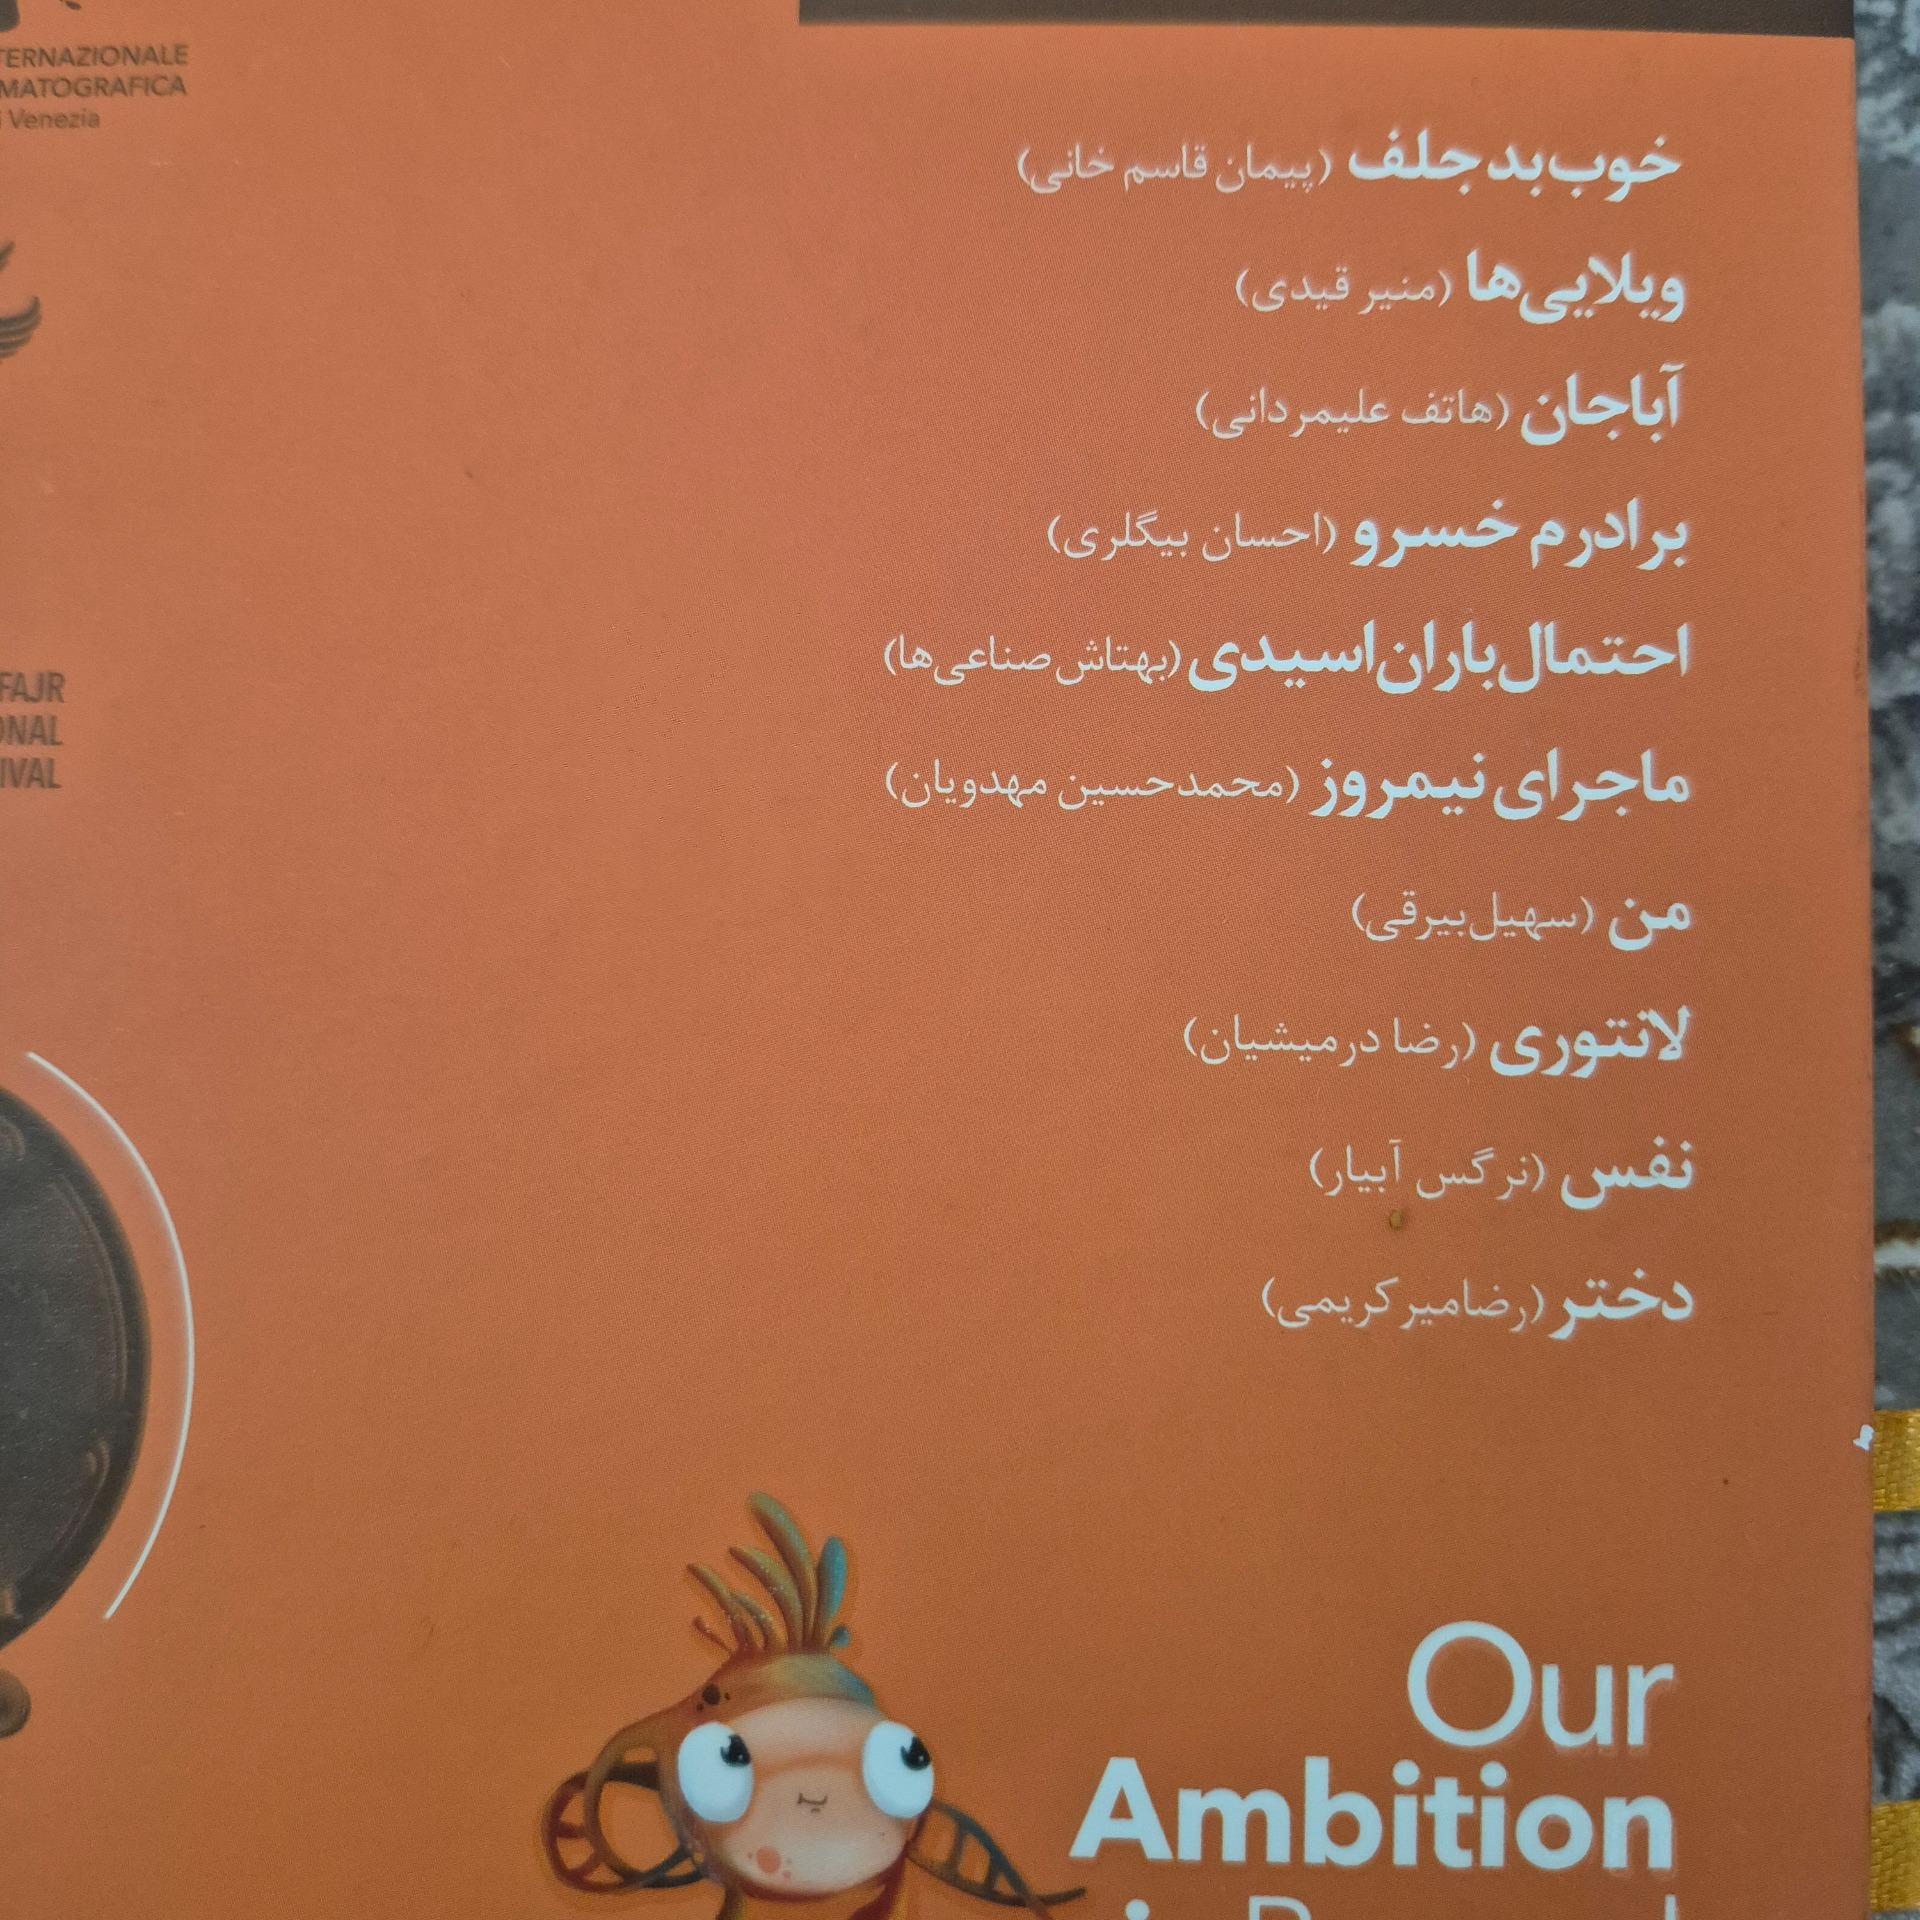 TERNAZIONALE
MATOGRAFICA
i Venezia
خوب بد جلف (پیمان قاسم خانی)
ویلایی‌ها (منیر قیدی)
آباجان (هاتف علیمردانی)
برادرم خسرو (احسان بیگلری)
احتمال باران اسیدی (بهتاش صناعی‌ها)
FAJR
ONAL
IVAL
ماجرای نیمروز (محمدحسین مهدویان)
من (سهیل بیرقی)
لانتوری (رضا درمیشیان)
نفس (نرگس آبیار)
دختر (رضا میرکریمی)
Our
Ambition